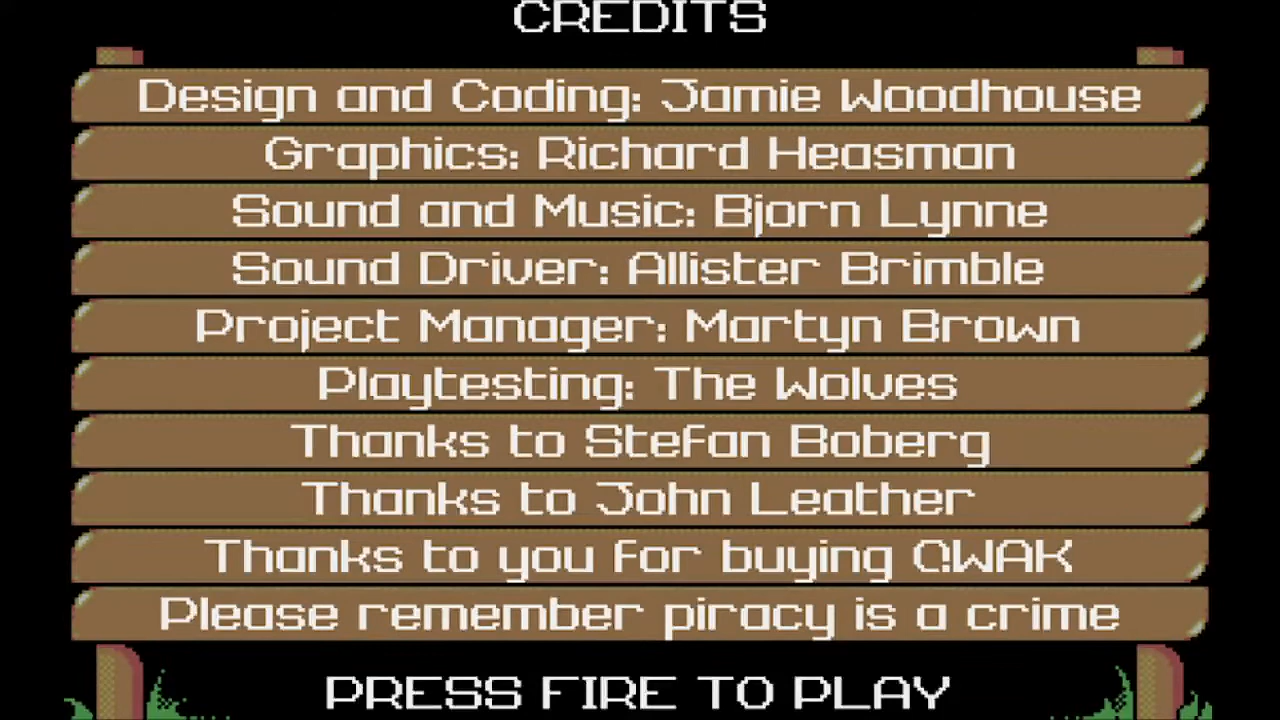 CREDITS
Design and Coding: Jamie Woodhouse
Graphics: Richard Heasman
Sound and Music: Bjorn Lynne
Sound Driver: Allister Brimble
Project Manager: Martyn Brown
Playtesting: The Wolves
Thanks to Stefan Boberg
Thanks to John Leather
Thanks to you for buying QWAK
Please remember piracy is a crime
PRESS FIRE TO PLAY